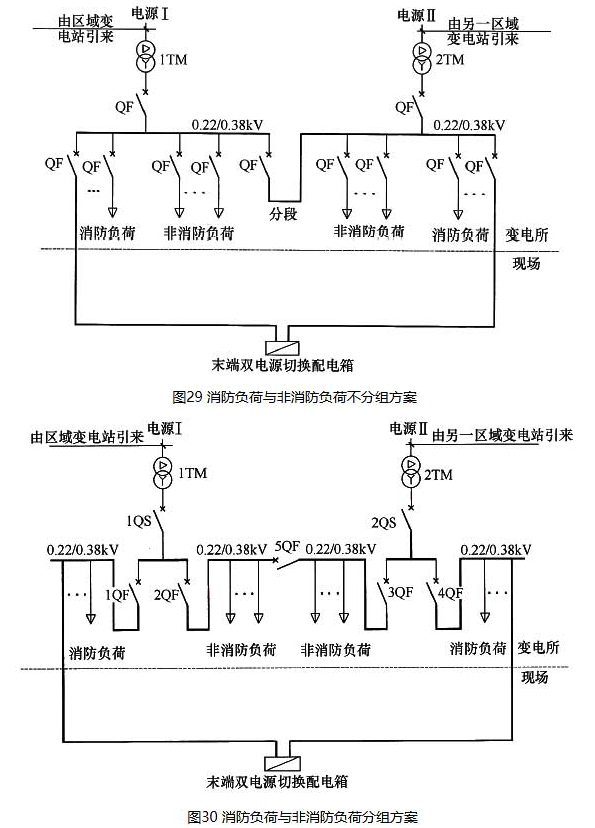 电源Ⅰ
由区域变
电站引来
1TM
QF
0.22/0.38kV
QF
QF
QF
QF
QF
消防负荷
非消防负荷
分段
电源Ⅱ
由另一区域
变电站引来
2TM
QF
0.22/0.38kV
QF
QF
QF
QF
非消防负荷
消防负荷
变电所
现场
末端双电源切换配电箱
图29 消防负荷与非消防负荷不分组方案
电源Ⅰ
由区域变电站引来
1TM
1QS
电源Ⅱ
由另一区域变电站引来
2TM
2QS
0.22/0.38kV
0.22/0.38kV
5QF
0.22/0.38kV
0.22/0.38kV
1QF
2QF
3QF
4QF
消防负荷
非消防负荷
非消防负荷
消防负荷
变电所
现场
末端双电源切换配电箱
图30 消防负荷与非消防负荷分组方案